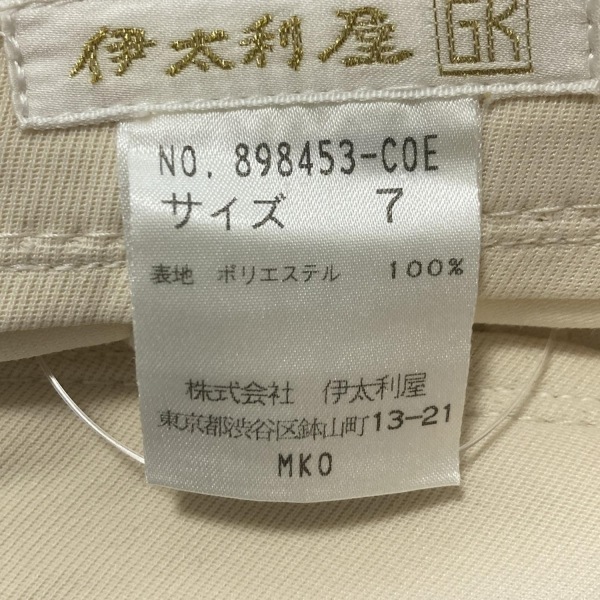 伊太利屋 GK
NO. 898453-C0E
サイズ 7
表地 ポリエステル 100%
株式会社 伊太利屋
東京都渋谷区鉢山町13-21
MKO